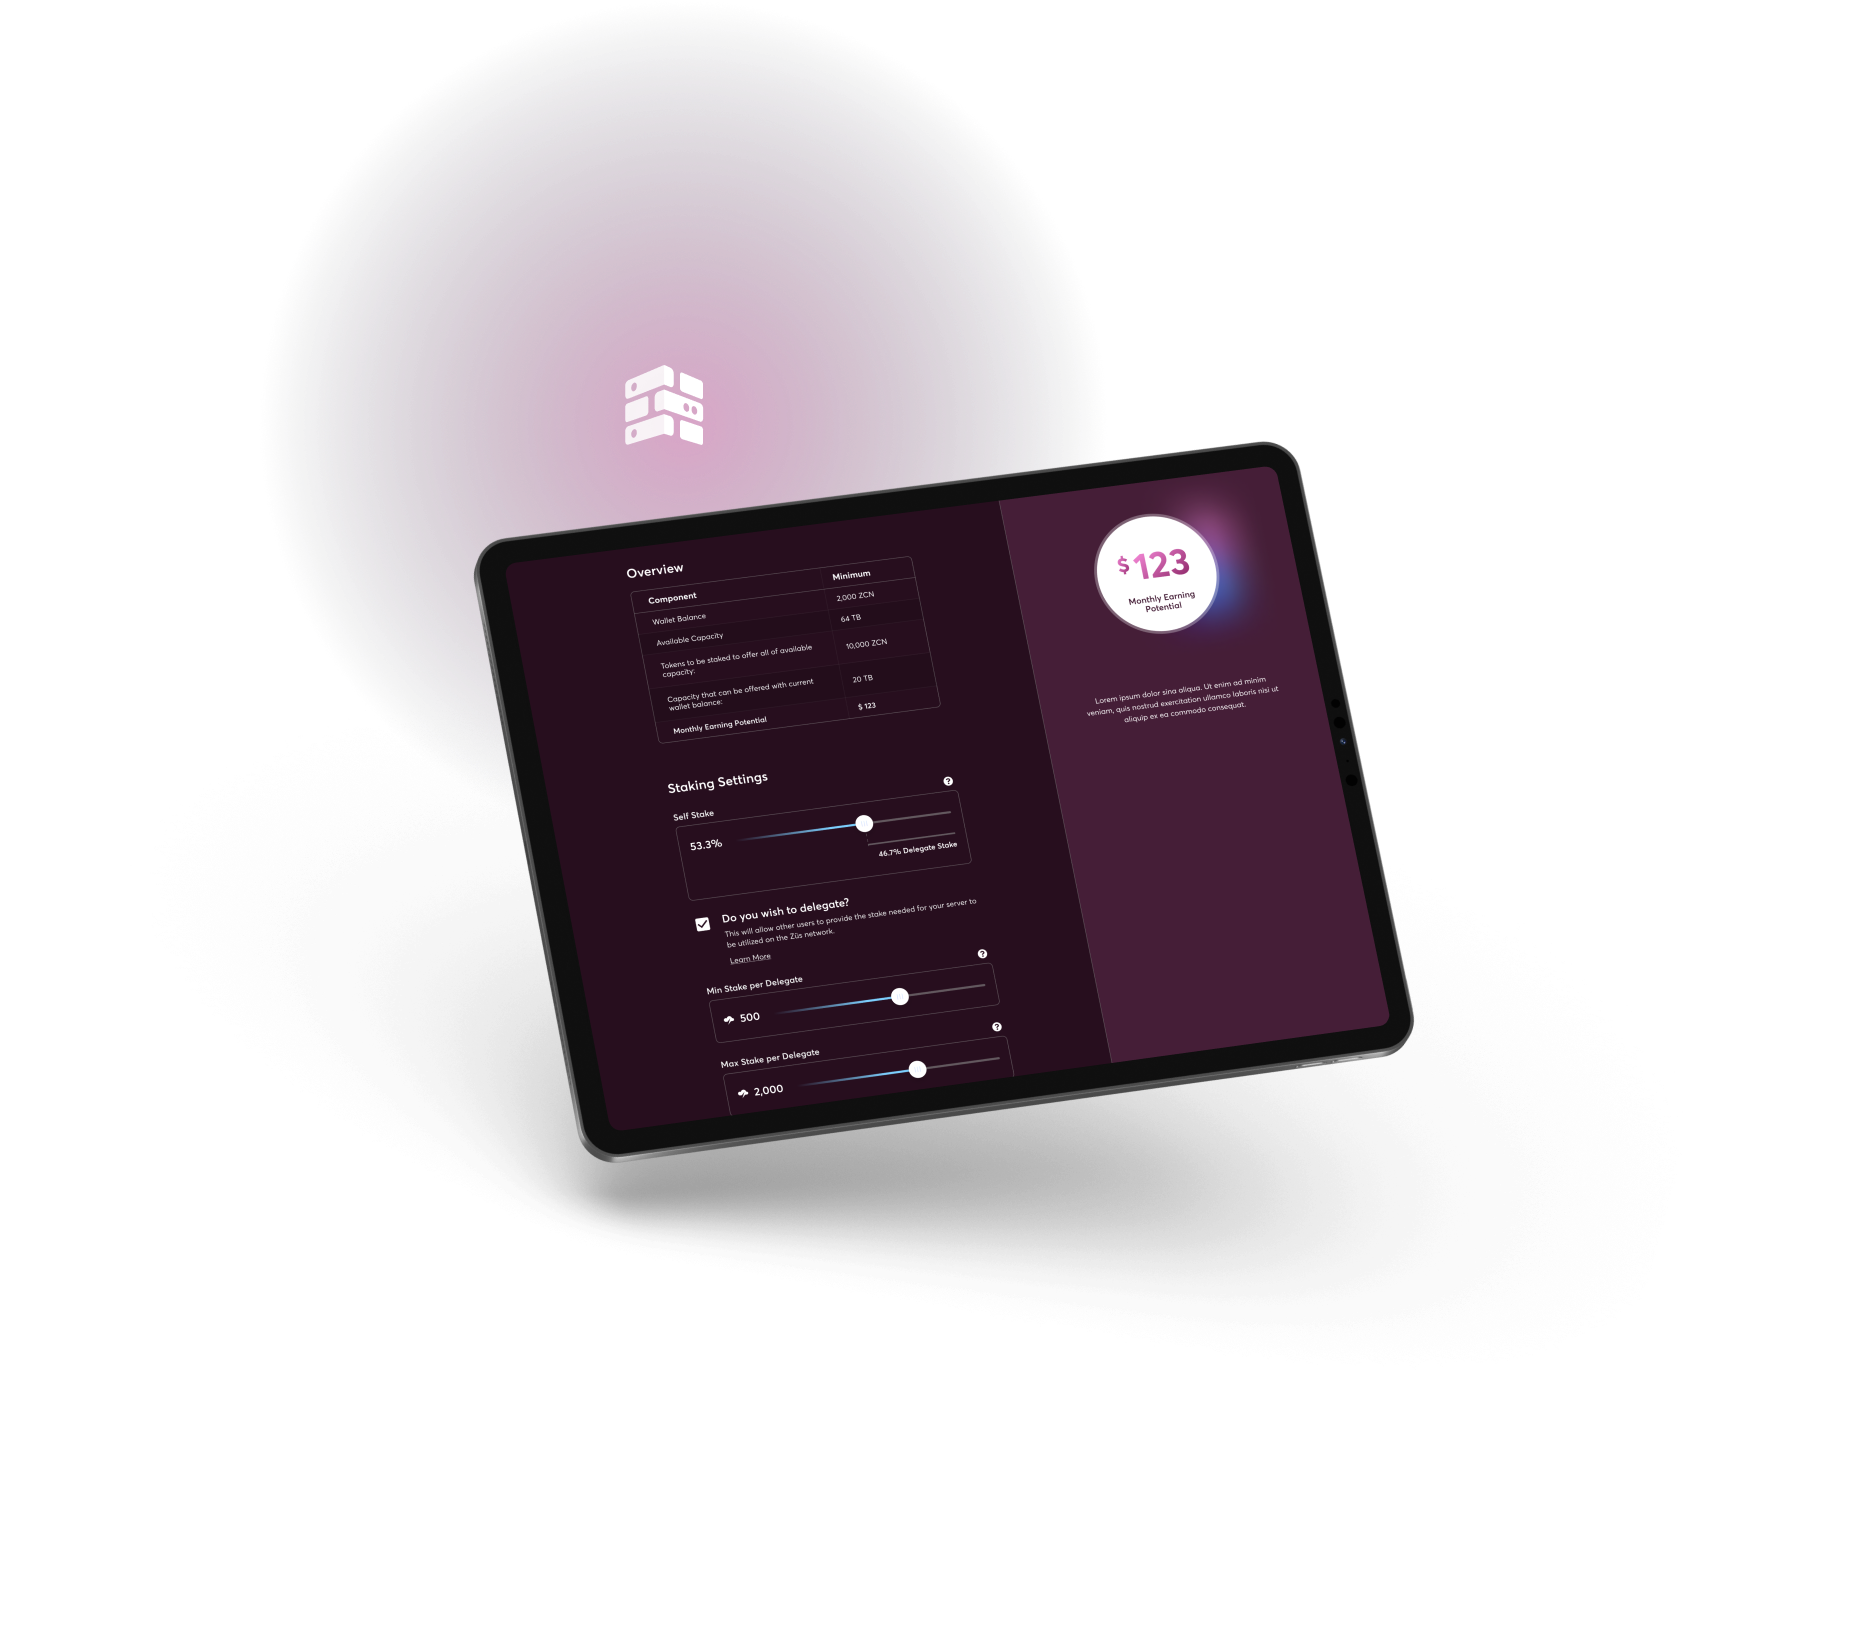 Overview
Component Minimum
Wallet Balance 2,000 ZCN
Available Capacity 64 TB
Tokens to be staked to offer all of available
capacity: 10,000 ZCN
Capacity that can be offered with current
wallet balance: 20 TB
Monthly Earning Potential $ 123
Staking Settings
Self Stake ?
53.3%
46.7% Delegate Stake
Do you wish to delegate?
This will allow other users to provide the stake needed for your server to
be utilized on the Züs network.
Learn More
Min Stake per Delegate ?
500
Max Stake per Delegate ?
2,000
$123
Monthly Earning
Potential
Lorem ipsum dolor sina aliqua. Ut enim ad minim
veniam, quis nostrud exercitation ullamco laboris nisi ut
aliquip ex ea commodo consequat.